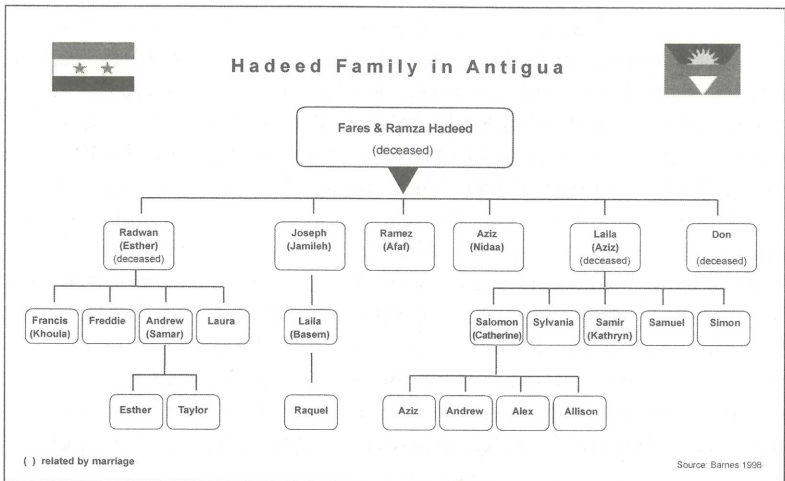 Hadeed Family in Antigua
Fares & Ramza Hadeed
(deceased)
Radwan
(Esther)
(deceased)
Joseph
(Jamileh)
Ramez
(Afaf)
Aziz
(Nidaa)
Laila
(Aziz)
(deceased)
Don
(deceased)
Francis
(Khoula)
Freddie
Andrew
(Samar)
Laura
Laila
(Basem)
Salomon
(Catherine)
Sylvania
Samir
(Kathryn)
Samuel
Simon
Esther
Taylor
Raquel
Aziz
Andrew
Alex
Allison
( ) related by marriage
Source: Barnes 1998